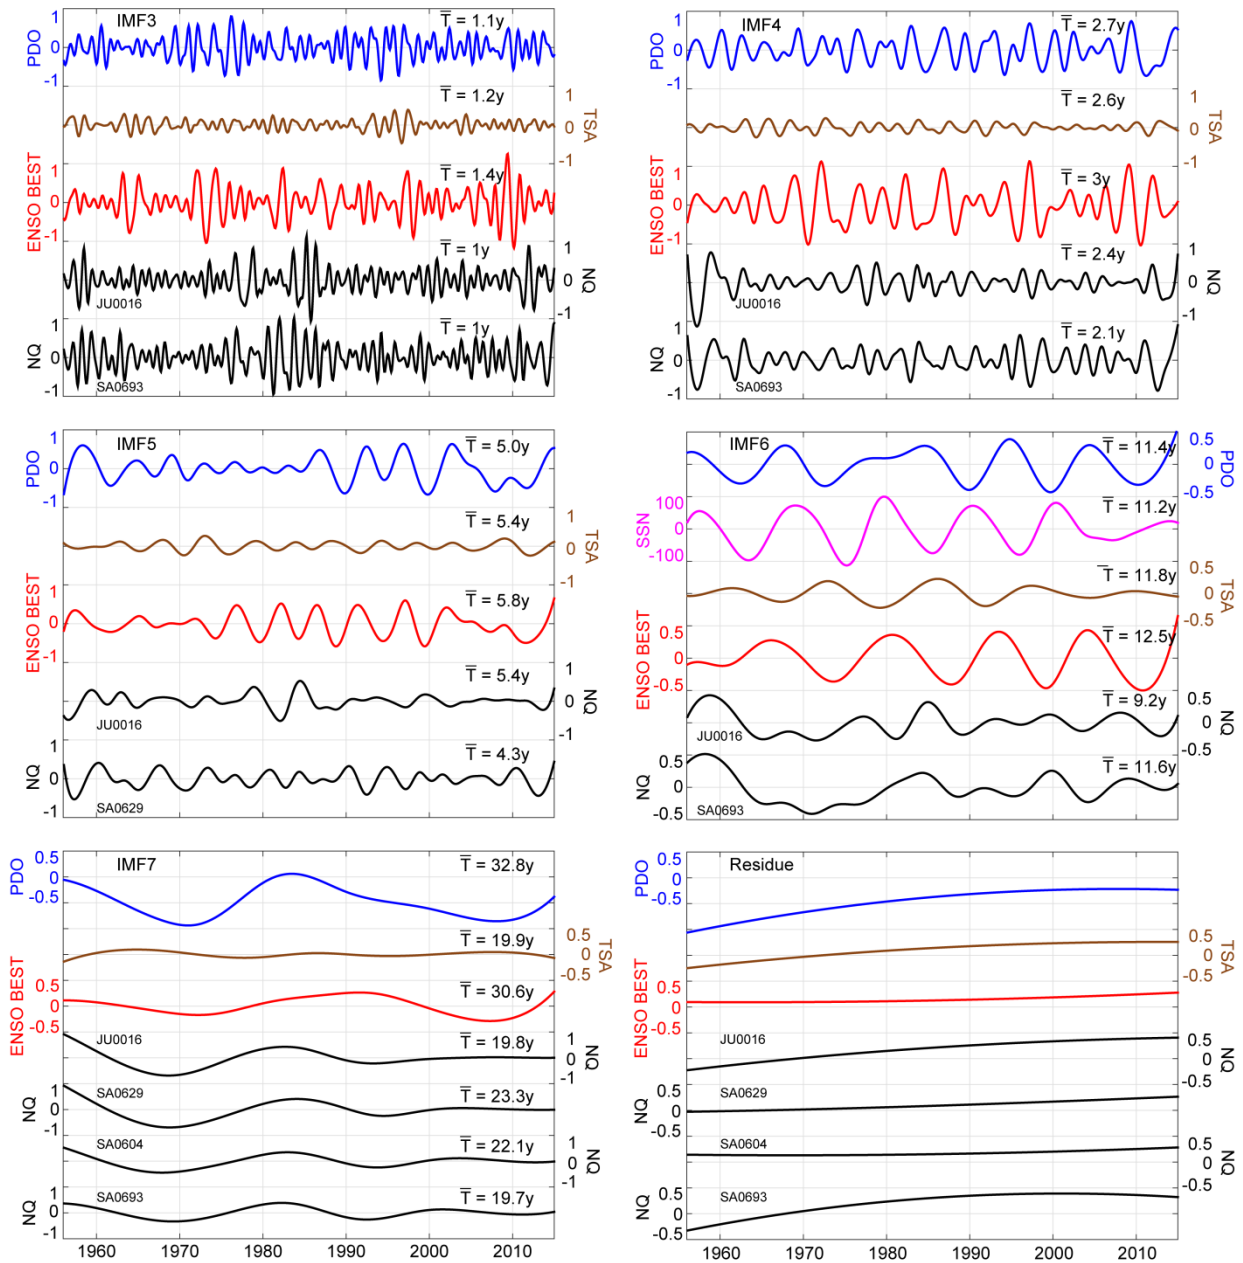 IMF3
T̅ = 1.1y
1
0
-1
PDO
T̅ = 1.2y
1
0
-1
TSA
T̅ = 1.4y
1
0
-1
ENSO BEST
T̅ = 1y
1
0
-1
NQ
JU0016
T̅ = 1y
1
0
-1
NQ
SA0693
IMF4
T̅ = 2.7y
1
0
-1
PDO
T̅ = 2.6y
1
0
-1
TSA
T̅ = 3y
1
0
-1
ENSO BEST
T̅ = 2.4y
1
0
-1
NQ
JU0016
T̅ = 2.1y
1
0
-1
NQ
SA0693
IMF5
T̅ = 5.0y
1
0
-1
PDO
T̅ = 5.4y
1
0
-1
TSA
T̅ = 5.8y
1
0
-1
ENSO BEST
T̅ = 5.4y
1
0
-1
NQ
JU0016
T̅ = 4.3y
1
0
-1
NQ
SA0629
IMF6
T̅ = 11.4y
0.5
0
-0.5
PDO
T̅ = 11.2y
100
0
-100
SSN
T̅ = 11.8y
0.5
0
-0.5
TSA
T̅ = 12.5y
0.5
0
-0.5
ENSO BEST
T̅ = 9.2y
0.5
0
-0.5
NQ
JU0016
T̅ = 11.6y
0.5
0
-0.5
NQ
SA0693
IMF7
T̅ = 32.8y
0.5
0
-0.5
PDO
T̅ = 19.9y
0.5
0
-0.5
TSA
T̅ = 30.6y
0.5
0
-0.5
ENSO BEST
JU0016
T̅ = 19.8y
1
0
-1
NQ
SA0629
T̅ = 23.3y
1
0
-1
NQ
SA0604
T̅ = 22.1y
1
0
-1
NQ
SA0693
T̅ = 19.7y
1
0
-1
NQ
1960 1970 1980 1990 2000 2010
Residue
0.5
0
-0.5
PDO
0.5
0
-0.5
TSA
0.5
0
-0.5
ENSO BEST
JU0016
0.5
0
-0.5
NQ
SA0629
0.5
0
-0.5
NQ
SA0604
0.5
0
-0.5
NQ
SA0693
0.5
0
-0.5
NQ
1960 1970 1980 1990 2000 2010